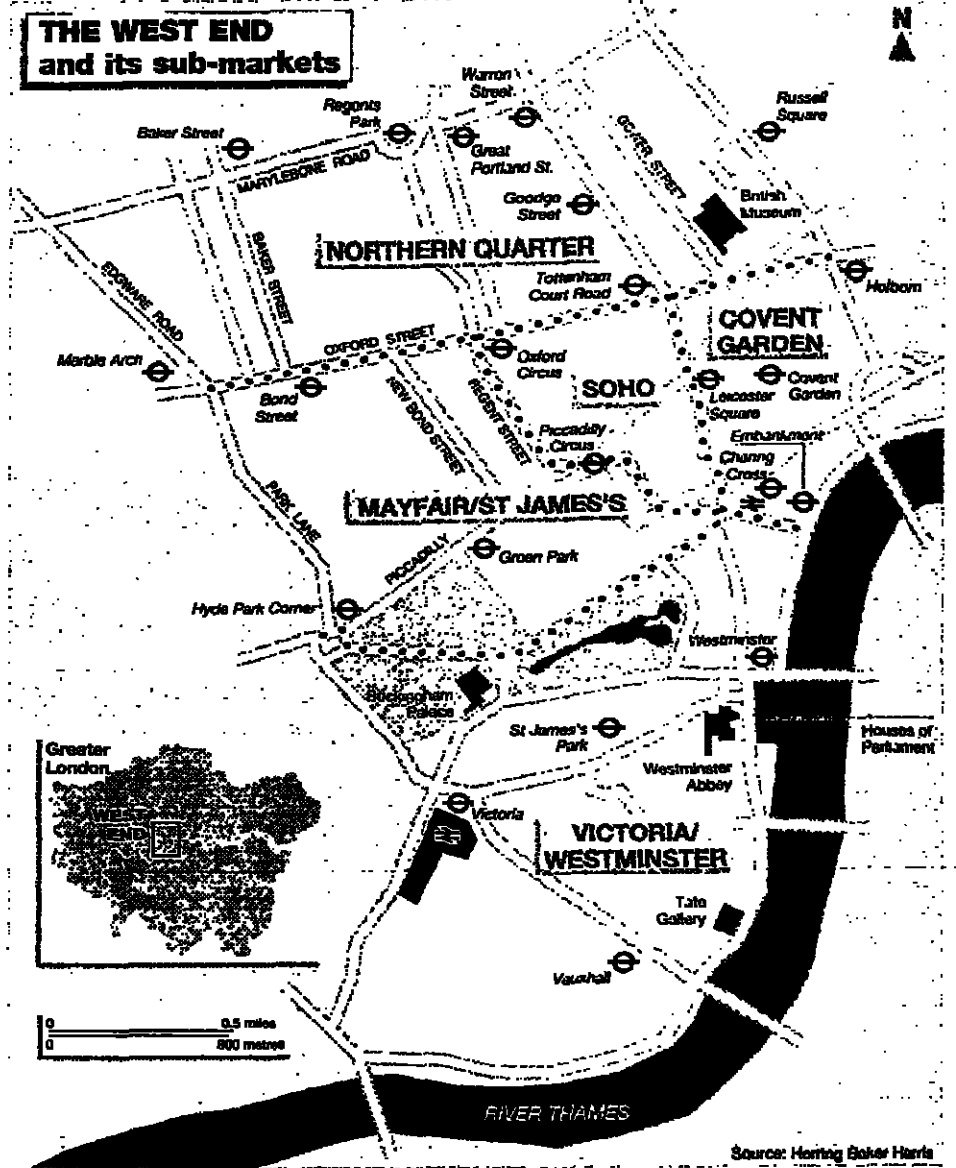 THE WEST END
and its sub-markets
N
Warren
Street
Regents
Park
Russell
Square
Baker Street
Great
Portland St.
MARYLEBONE ROAD
GOWER STREET
Goodge
Street
British
Museum
NORTHERN QUARTER
BAKER STREET
EDGWARE ROAD
Tottenham
Court Road
Holborn
COVENT
GARDEN
OXFORD STREET
Marble Arch
Oxford
Circus
Bond
Street
NEW BOND STREET
REGENT STREET
SOHO
Covent
Garden
Leicester
Square
Piccadilly
Circus
Embankment
Charing
Cross
PARK LANE
MAYFAIR/ST JAMES'S
PICCADILLY
Green Park
Hyde Park Corner
Westminster
Buckingham
Palace
St James's
Park
Houses of
Parliament
Westminster
Abbey
Greater
London
WEST
END
Victoria
VICTORIA/
WESTMINSTER
Tate
Gallery
Vauxhall
0 0.5 miles
0 800 metres
RIVER THAMES
Source: Herring Baker Harris